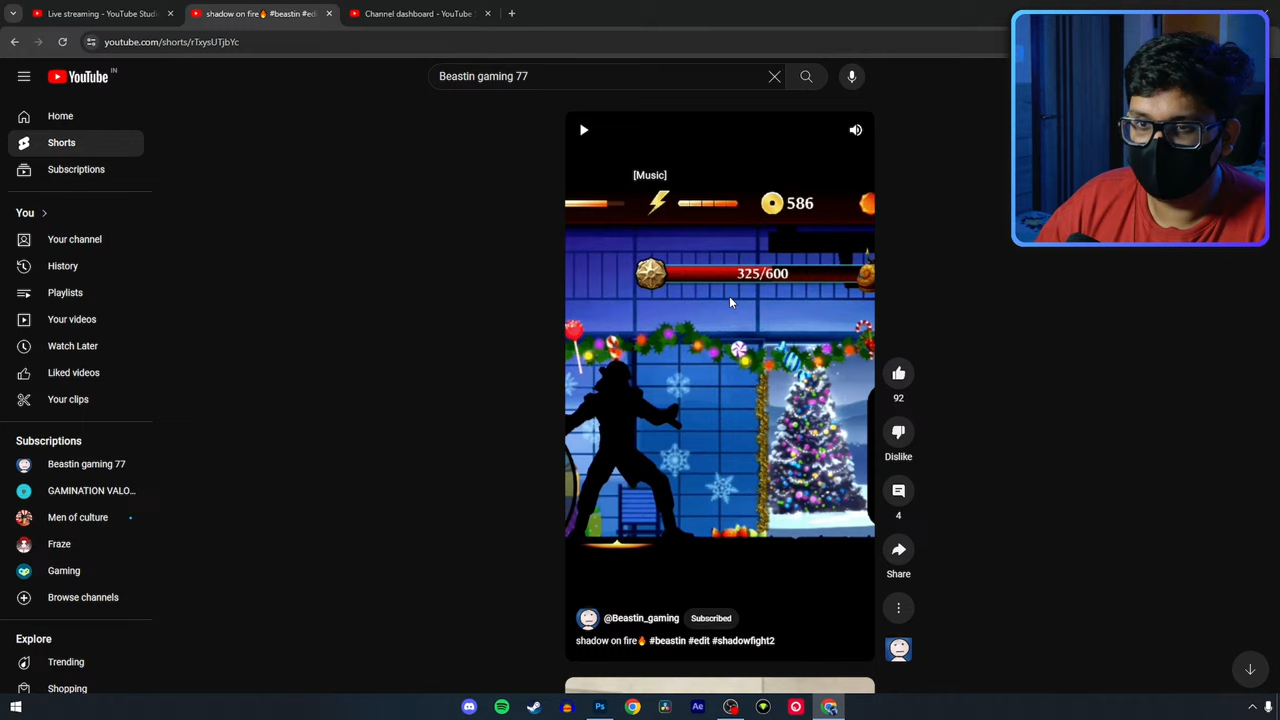 Live streaming - YouTube Studi
shadow on fire🔥 #beastin #edi
Channel dashboard - YouTube
youtube.com/shorts/rTxysUTjbYc
YouTube IN
Beastin gaming 77
Home
Shorts
Subscriptions
You
Your channel
History
Playlists
Your videos
Watch Later
Liked videos
Your clips
Subscriptions
Beastin gaming 77
GAMINATION VALO...
Men of culture
Fraze
Gaming
Browse channels
Explore
Trending
Shopping
[Music]
586
325/600
92
Dislike
4
Share
@Beastin_gaming Subscribed
shadow on fire🔥 #beastin #edit #shadowfight2
Ps
Ae